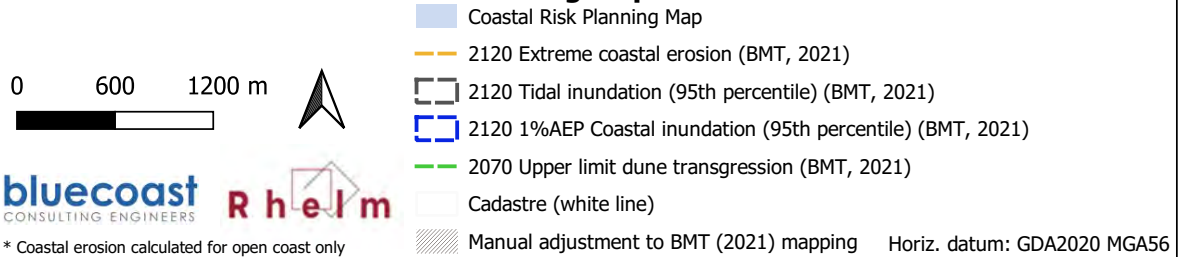 Coastal Risk Planning Map
2120 Extreme coastal erosion (BMT, 2021)
0 600 1200 m
2120 Tidal inundation (95th percentile) (BMT, 2021)
2120 1%AEP Coastal inundation (95th percentile) (BMT, 2021)
2070 Upper limit dune transgression (BMT, 2021)
bluecoast
CONSULTING ENGINEERS
Rhelm
Cadastre (white line)
* Coastal erosion calculated for open coast only
Manual adjustment to BMT (2021) mapping
Horiz. datum: GDA2020 MGA56